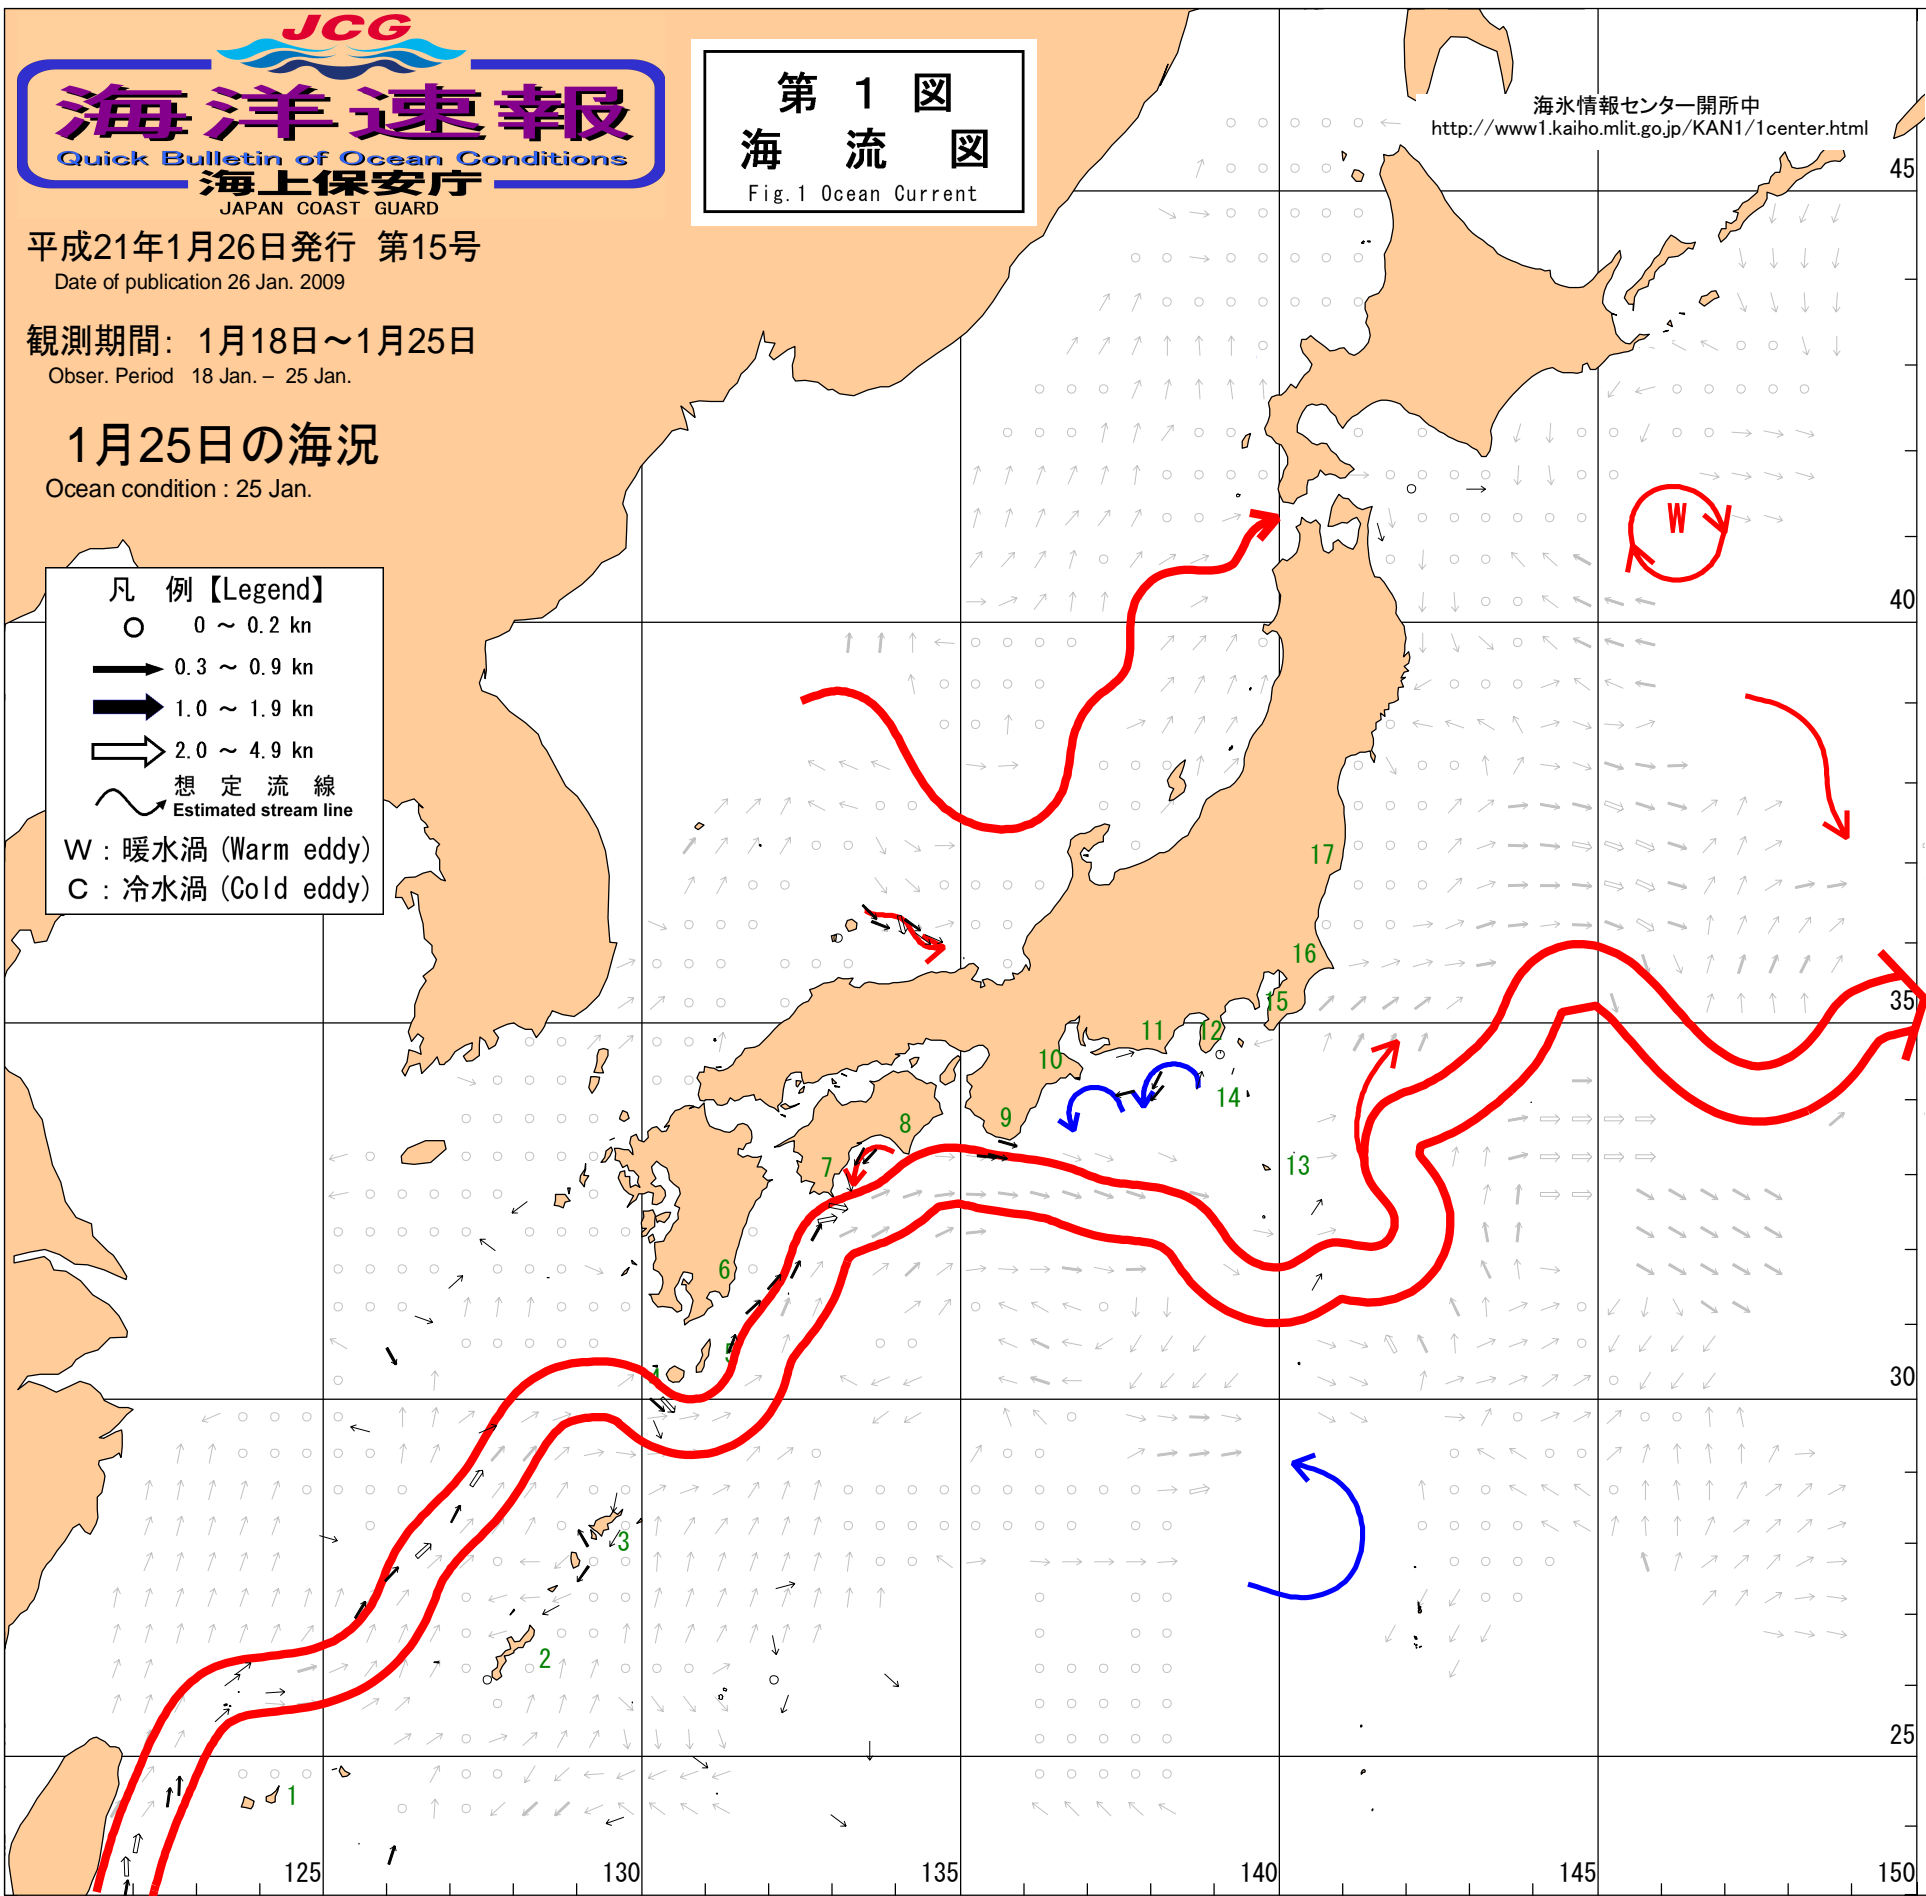 JCG
海洋速報
Quick Bulletin of Ocean Conditions
海上保安庁
JAPAN COAST GUARD
平成21年1月26日発行 第15号
Date of publication 26 Jan. 2009
観測期間: 1月18日～1月25日
Obser. Period 18 Jan. – 25 Jan.
1月25日の海況
Ocean condition : 25 Jan.
第 1 図
海 流 図
Fig.1 Ocean Current
海氷情報センター開所中
http://www1.kaiho.mlit.go.jp/KAN1/1center.html
凡 例【Legend】
0 ～ 0.2 kn
0.3 ～ 0.9 kn
1.0 ～ 1.9 kn
2.0 ～ 4.9 kn
想 定 流 線
Estimated stream line
W : 暖水渦 (Warm eddy)
C : 冷水渦 (Cold eddy)
45
W
40
17
16
35
15
12
11
10
14
9
8
7
13
6
5
4
30
3
2
25
1
125
130
135
140
145
150